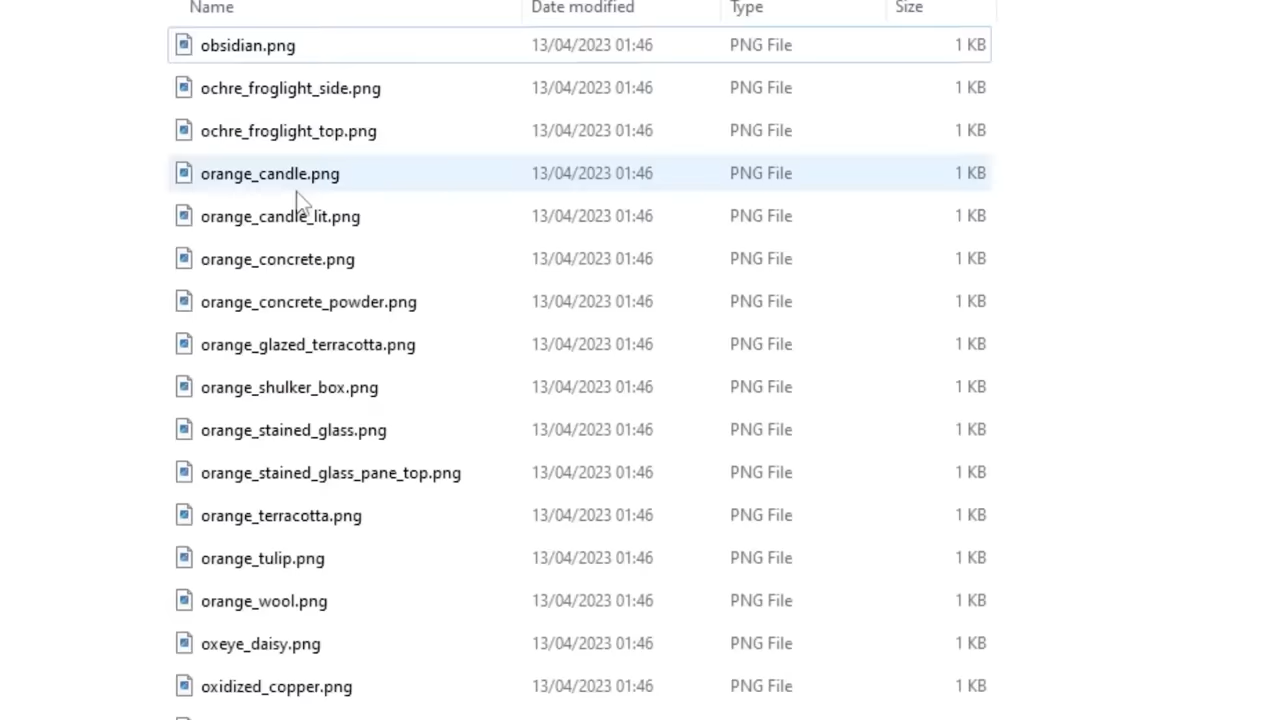 Name Date modified Type Size
obsidian.png 13/04/2023 01:46 PNG File 1 KB
ochre_froglight_side.png 13/04/2023 01:46 PNG File 1 KB
ochre_froglight_top.png 13/04/2023 01:46 PNG File 1 KB
orange_candle.png 13/04/2023 01:46 PNG File 1 KB
orange_candle_lit.png 13/04/2023 01:46 PNG File 1 KB
orange_concrete.png 13/04/2023 01:46 PNG File 1 KB
orange_concrete_powder.png 13/04/2023 01:46 PNG File 1 KB
orange_glazed_terracotta.png 13/04/2023 01:46 PNG File 1 KB
orange_shulker_box.png 13/04/2023 01:46 PNG File 1 KB
orange_stained_glass.png 13/04/2023 01:46 PNG File 1 KB
orange_stained_glass_pane_top.png 13/04/2023 01:46 PNG File 1 KB
orange_terracotta.png 13/04/2023 01:46 PNG File 1 KB
orange_tulip.png 13/04/2023 01:46 PNG File 1 KB
orange_wool.png 13/04/2023 01:46 PNG File 1 KB
oxeye_daisy.png 13/04/2023 01:46 PNG File 1 KB
oxidized_copper.png 13/04/2023 01:46 PNG File 1 KB